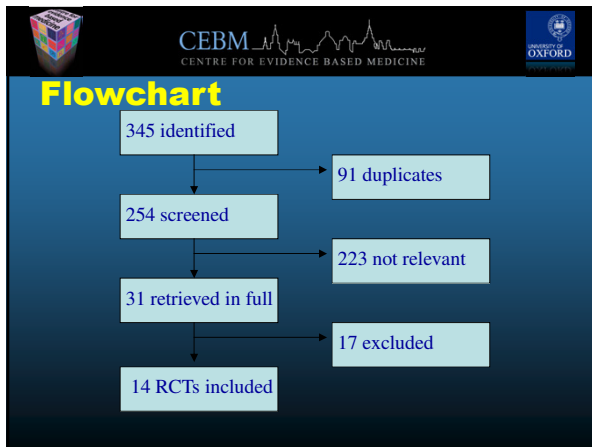 CEBM
CENTRE FOR EVIDENCE BASED MEDICINE
UNIVERSITY OF
OXFORD
Flowchart
345 identified
91 duplicates
254 screened
223 not relevant
31 retrieved in full
17 excluded
14 RCTs included